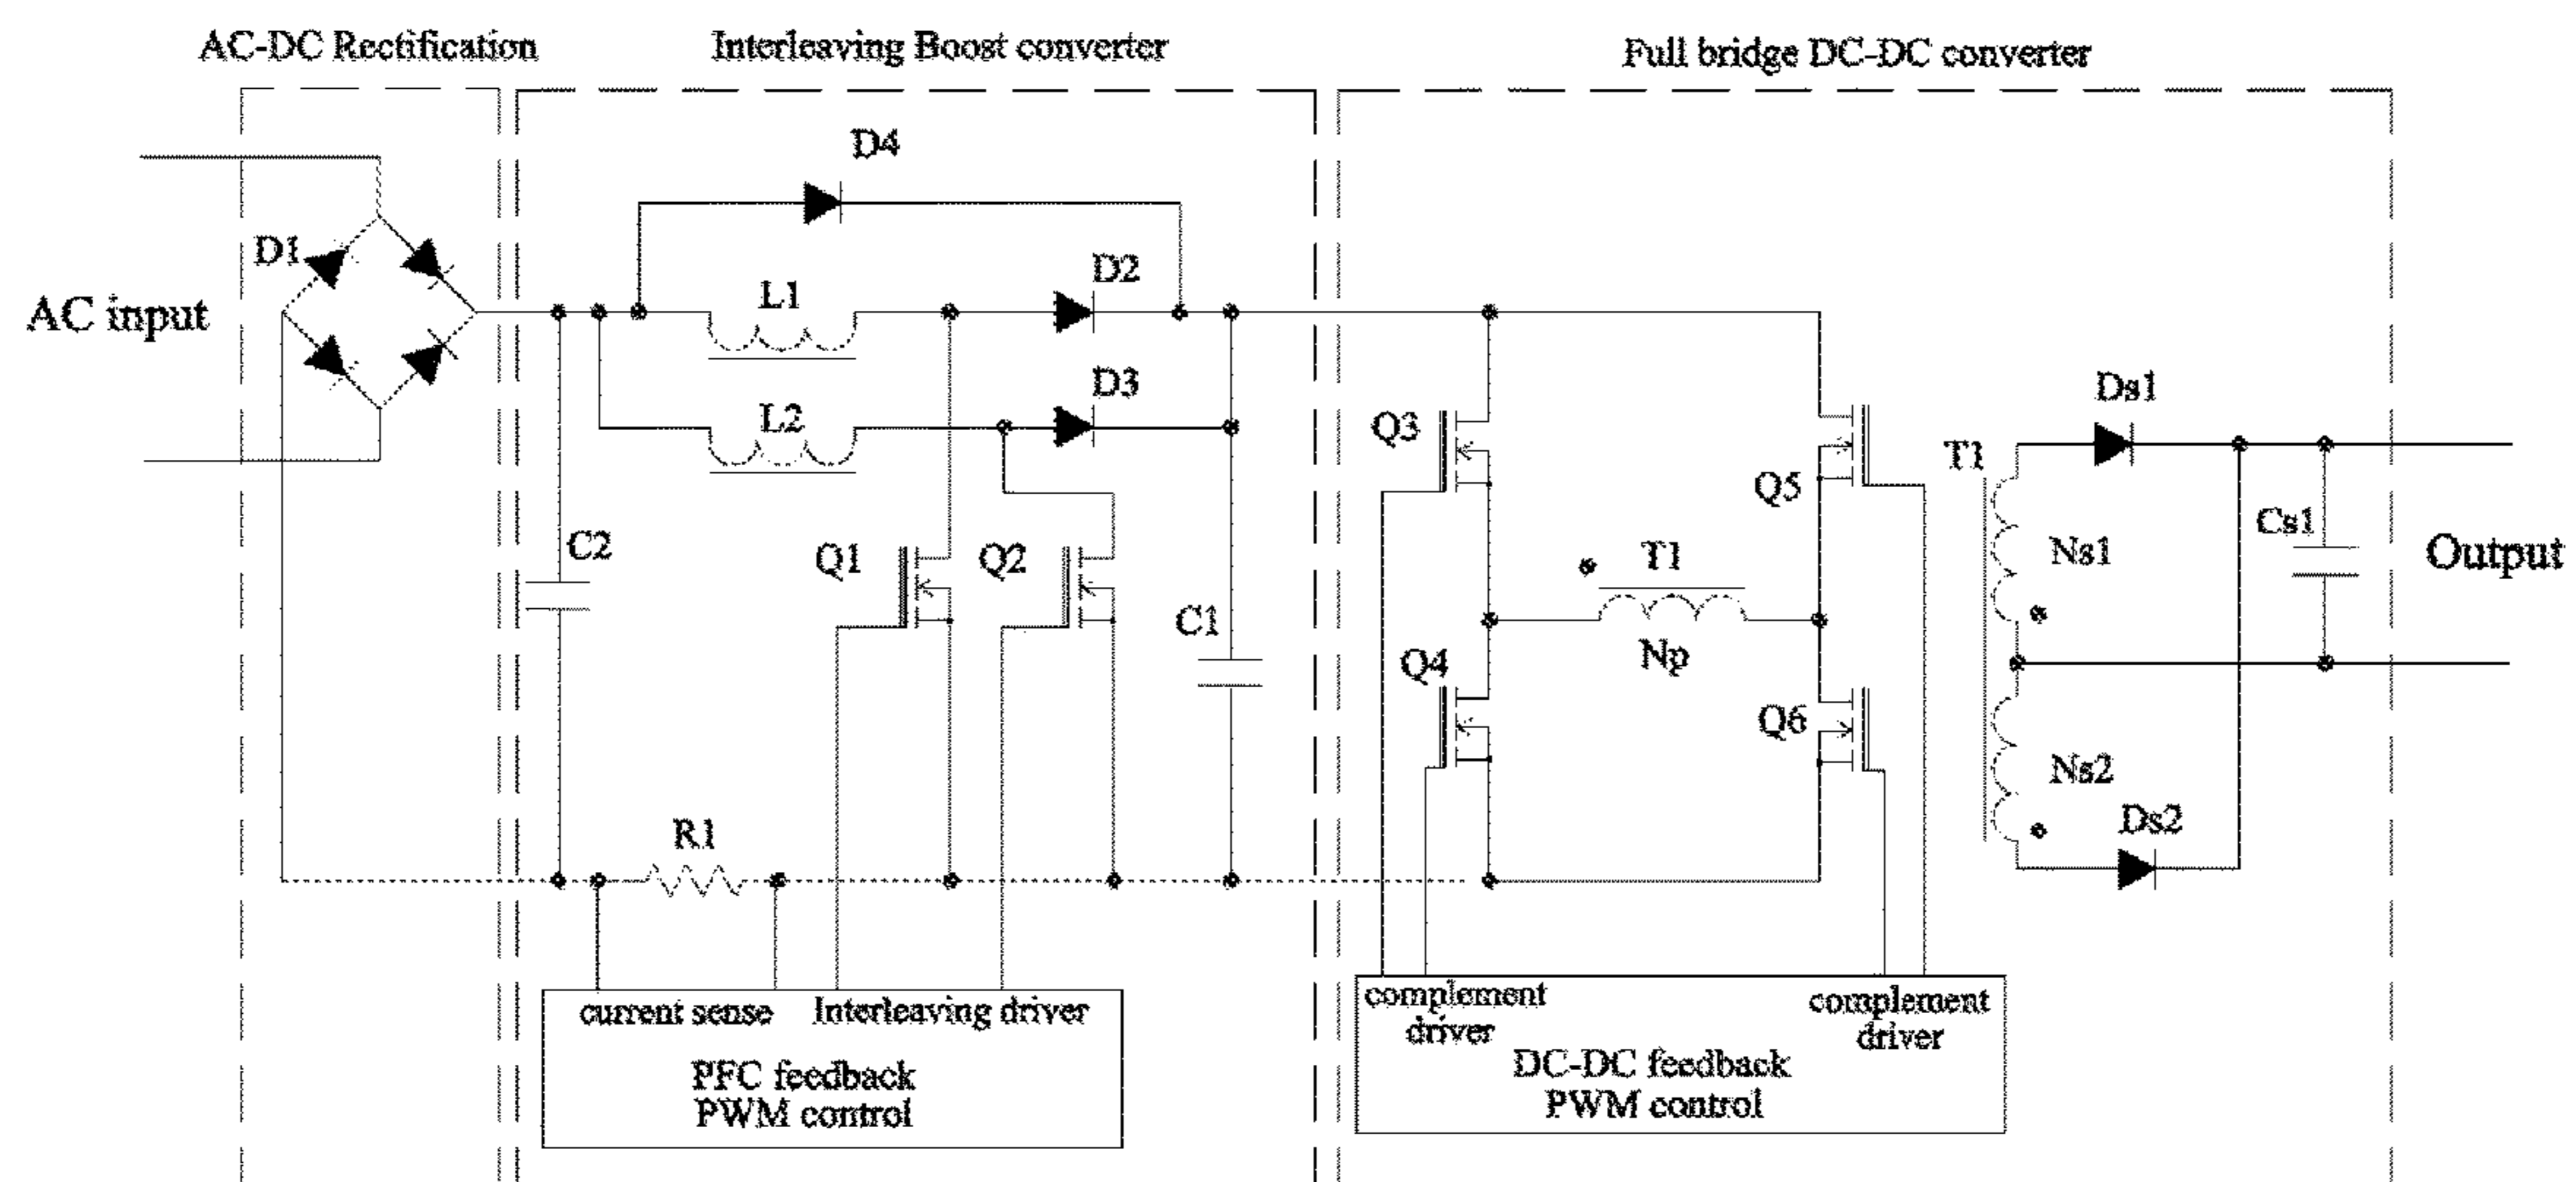 AC-DC Rectification
Interleaving Boost converter
Full bridge DC-DC converter
D4
D1
D2
AC input
L1
D3
Ds1
L2
Q3
T1
Q5
Cs1
C2
Q1
Q2
T1
Ns1
Output
C1
Np
Q4
Q6
Ns2
Ds2
R1
current sense
Interleaving driver
PFC feedback
PWM control
complement
driver
complement
driver
DC-DC feedback
PWM control